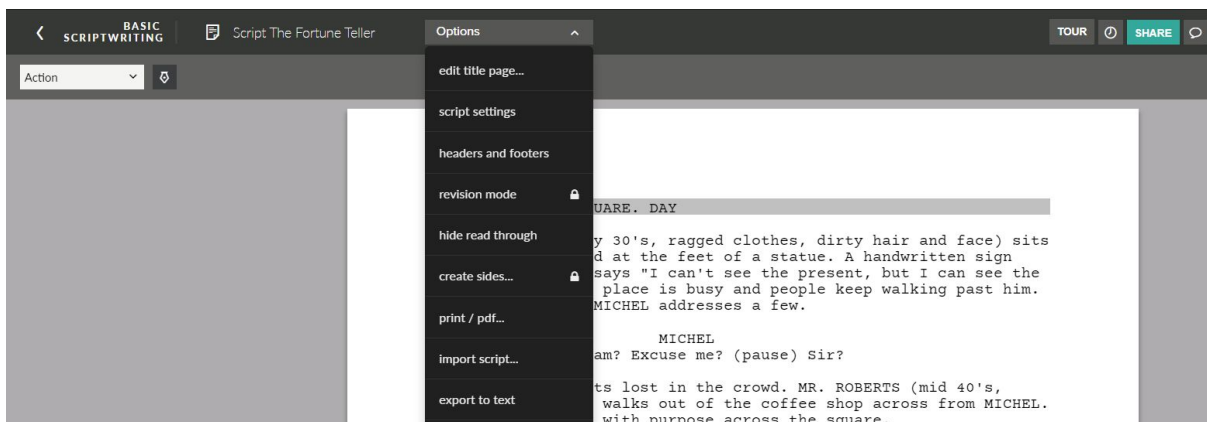 BASIC
SCRIPTWRITING
Script The Fortune Teller
Options
TOUR
SHARE
Action
edit title page...
script settings
headers and footers
revision mode
hide read through
create sides...
print / pdf...
import script...
export to text
UARE. DAY
y 30's, ragged clothes, dirty hair and face) sits
d at the feet of a statue. A handwritten sign
says "I can't see the present, but I can see the
place is busy and people keep walking past him.
MICHEL addresses a few.
MICHEL
am? Excuse me? (pause) Sir?
ts lost in the crowd. MR. ROBERTS (mid 40's,
walks out of the coffee shop across from MICHEL.
with purpose across the square.